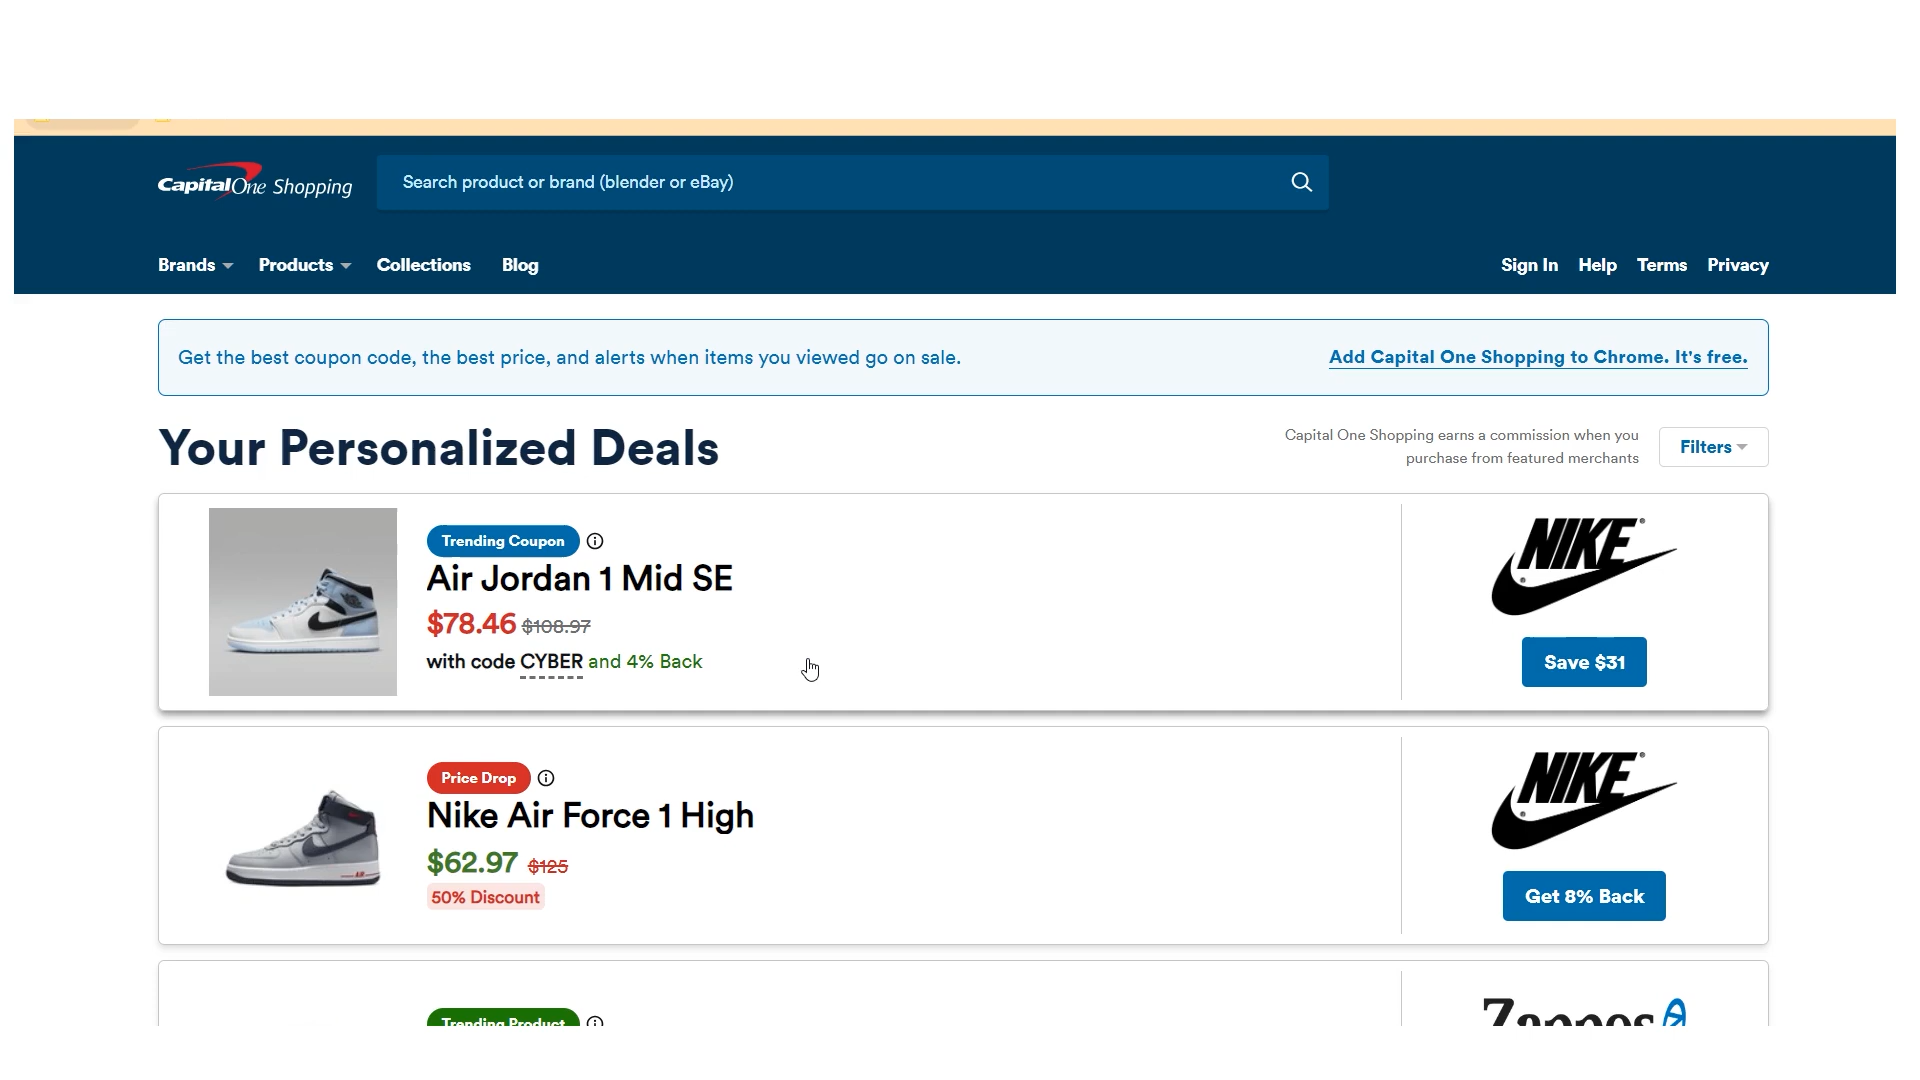 CapitalOne Shopping
Search product or brand (blender or eBay)
Brands
Products
Collections
Blog
Sign In
Help
Terms
Privacy
Get the best coupon code, the best price, and alerts when items you viewed go on sale.
Add Capital One Shopping to Chrome. It's free.
Your Personalized Deals
Capital One Shopping earns a commission when you
purchase from featured merchants
Filters
Trending Coupon
Air Jordan 1 Mid SE
$78.46 $108.97
with code CYBER and 4% Back
NIKE
Save $31
Price Drop
Nike Air Force 1 High
$62.97 $125
50% Discount
NIKE
Get 8% Back
Trending Product
Zappos